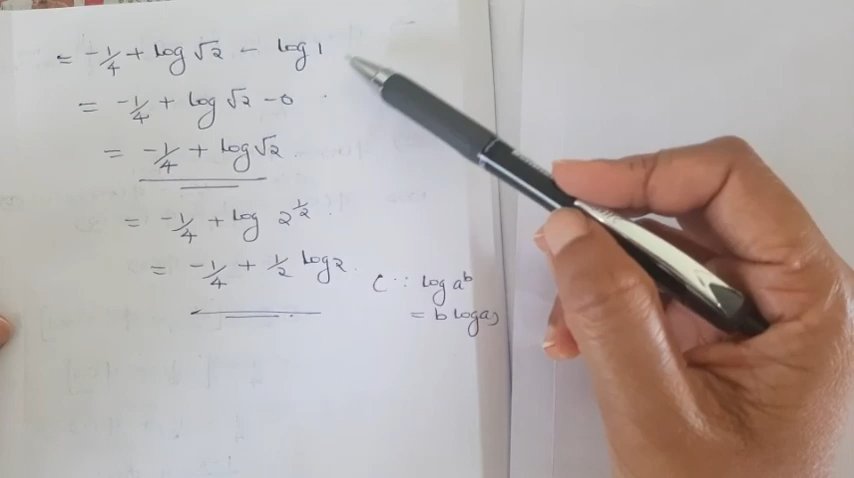 = -1/4 + log √2 - log 1
= -1/4 + log √2 - 0
= -1/4 + log √2
= -1/4 + log 2^1/2
= -1/4 + 1/2 log 2
(∵ log a^b
= b log a)